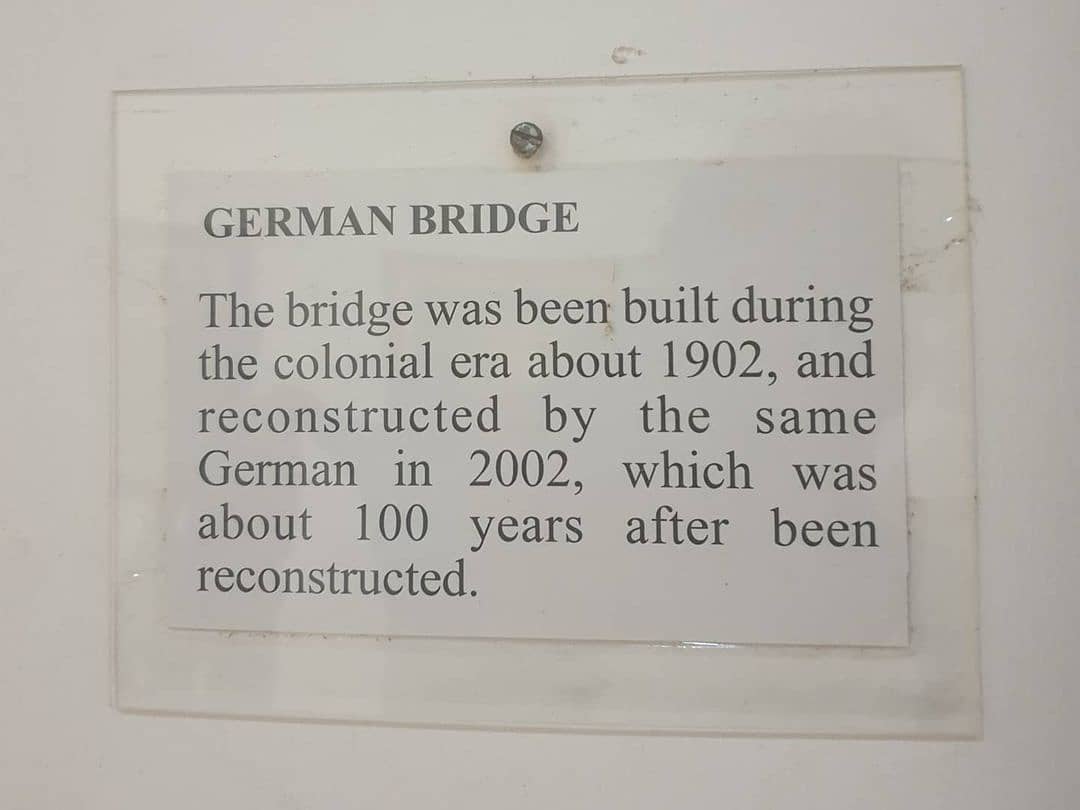 GERMAN BRIDGE
The bridge was been built during
the colonial era about 1902, and
reconstructed by the same
German in 2002, which was
about 100 years after been
reconstructed.